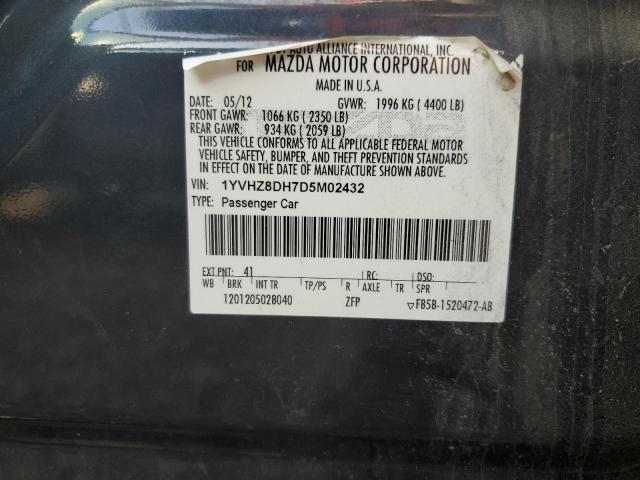 AUTO ALLIANCE INTERNATIONAL, INC.
FOR MAZDA MOTOR CORPORATION
MADE IN U.S.A.
DATE: 05/12 GVWR: 1996 KG ( 4400 LB)
FRONT GAWR: 1066 KG ( 2350 LB)
REAR GAWR: 934 KG ( 2059 LB)
THIS VEHICLE CONFORMS TO ALL APPLICABLE FEDERAL MOTOR
VEHICLE SAFETY, BUMPER, AND THEFT PREVENTION STANDARDS
IN EFFECT ON THE DATE OF MANUFACTURE SHOWN ABOVE.
VIN: 1YVHZ8DH7D5M02432
TYPE: Passenger Car
EXT PNT: 41 RC: DSO:
WB BRK INT TR TP/PS R AXLE TR SPR
1201205028040 ZFP ▽F85B-1520472-AB